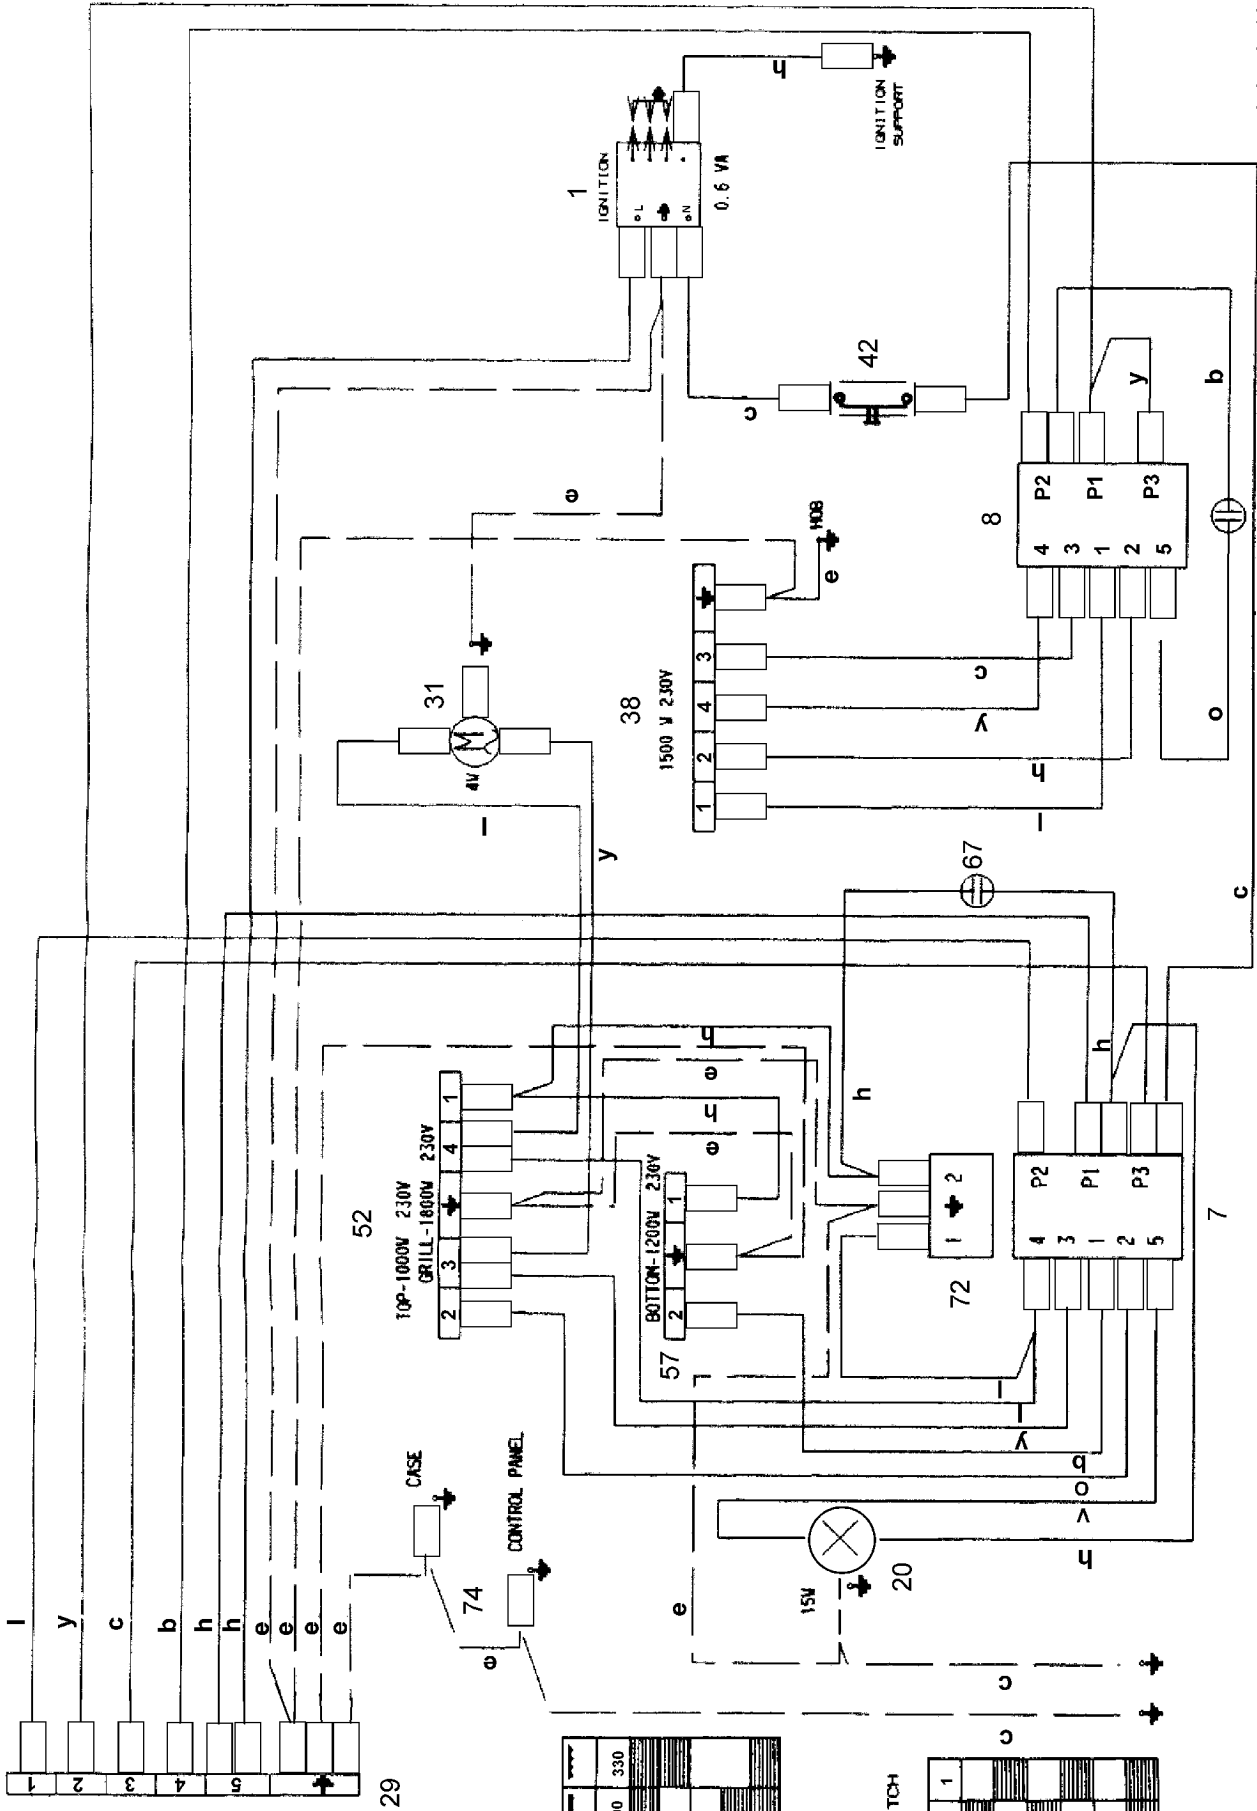 1
IGNITION
L
N
0.6 VA
h
IGNITION
SUPPORT
c
42
e
HOB
e
31
M
4W
l
y
38
1500 W 230V
1 2 4 3
l
h
y
c
8
4 P2
3
1 P1
2
5 P3
y
b
o
67
c
h
h
e
h
e
52
TOP-1000W 230V 230V
GRILL-1800W
2 3 4 1
57
BOTTOM-1200W 230V
2 1
72
1 2
h
h
7
4 P2
3
1 P1
2
5 P3
l
l
y
b
o
v
h
15W
20
e
c
c
CASE
74
CONTROL PANEL
e
l
y
c
b
h
h
e
e
e
e
1
2
3
4
5
29
330
TCH
1